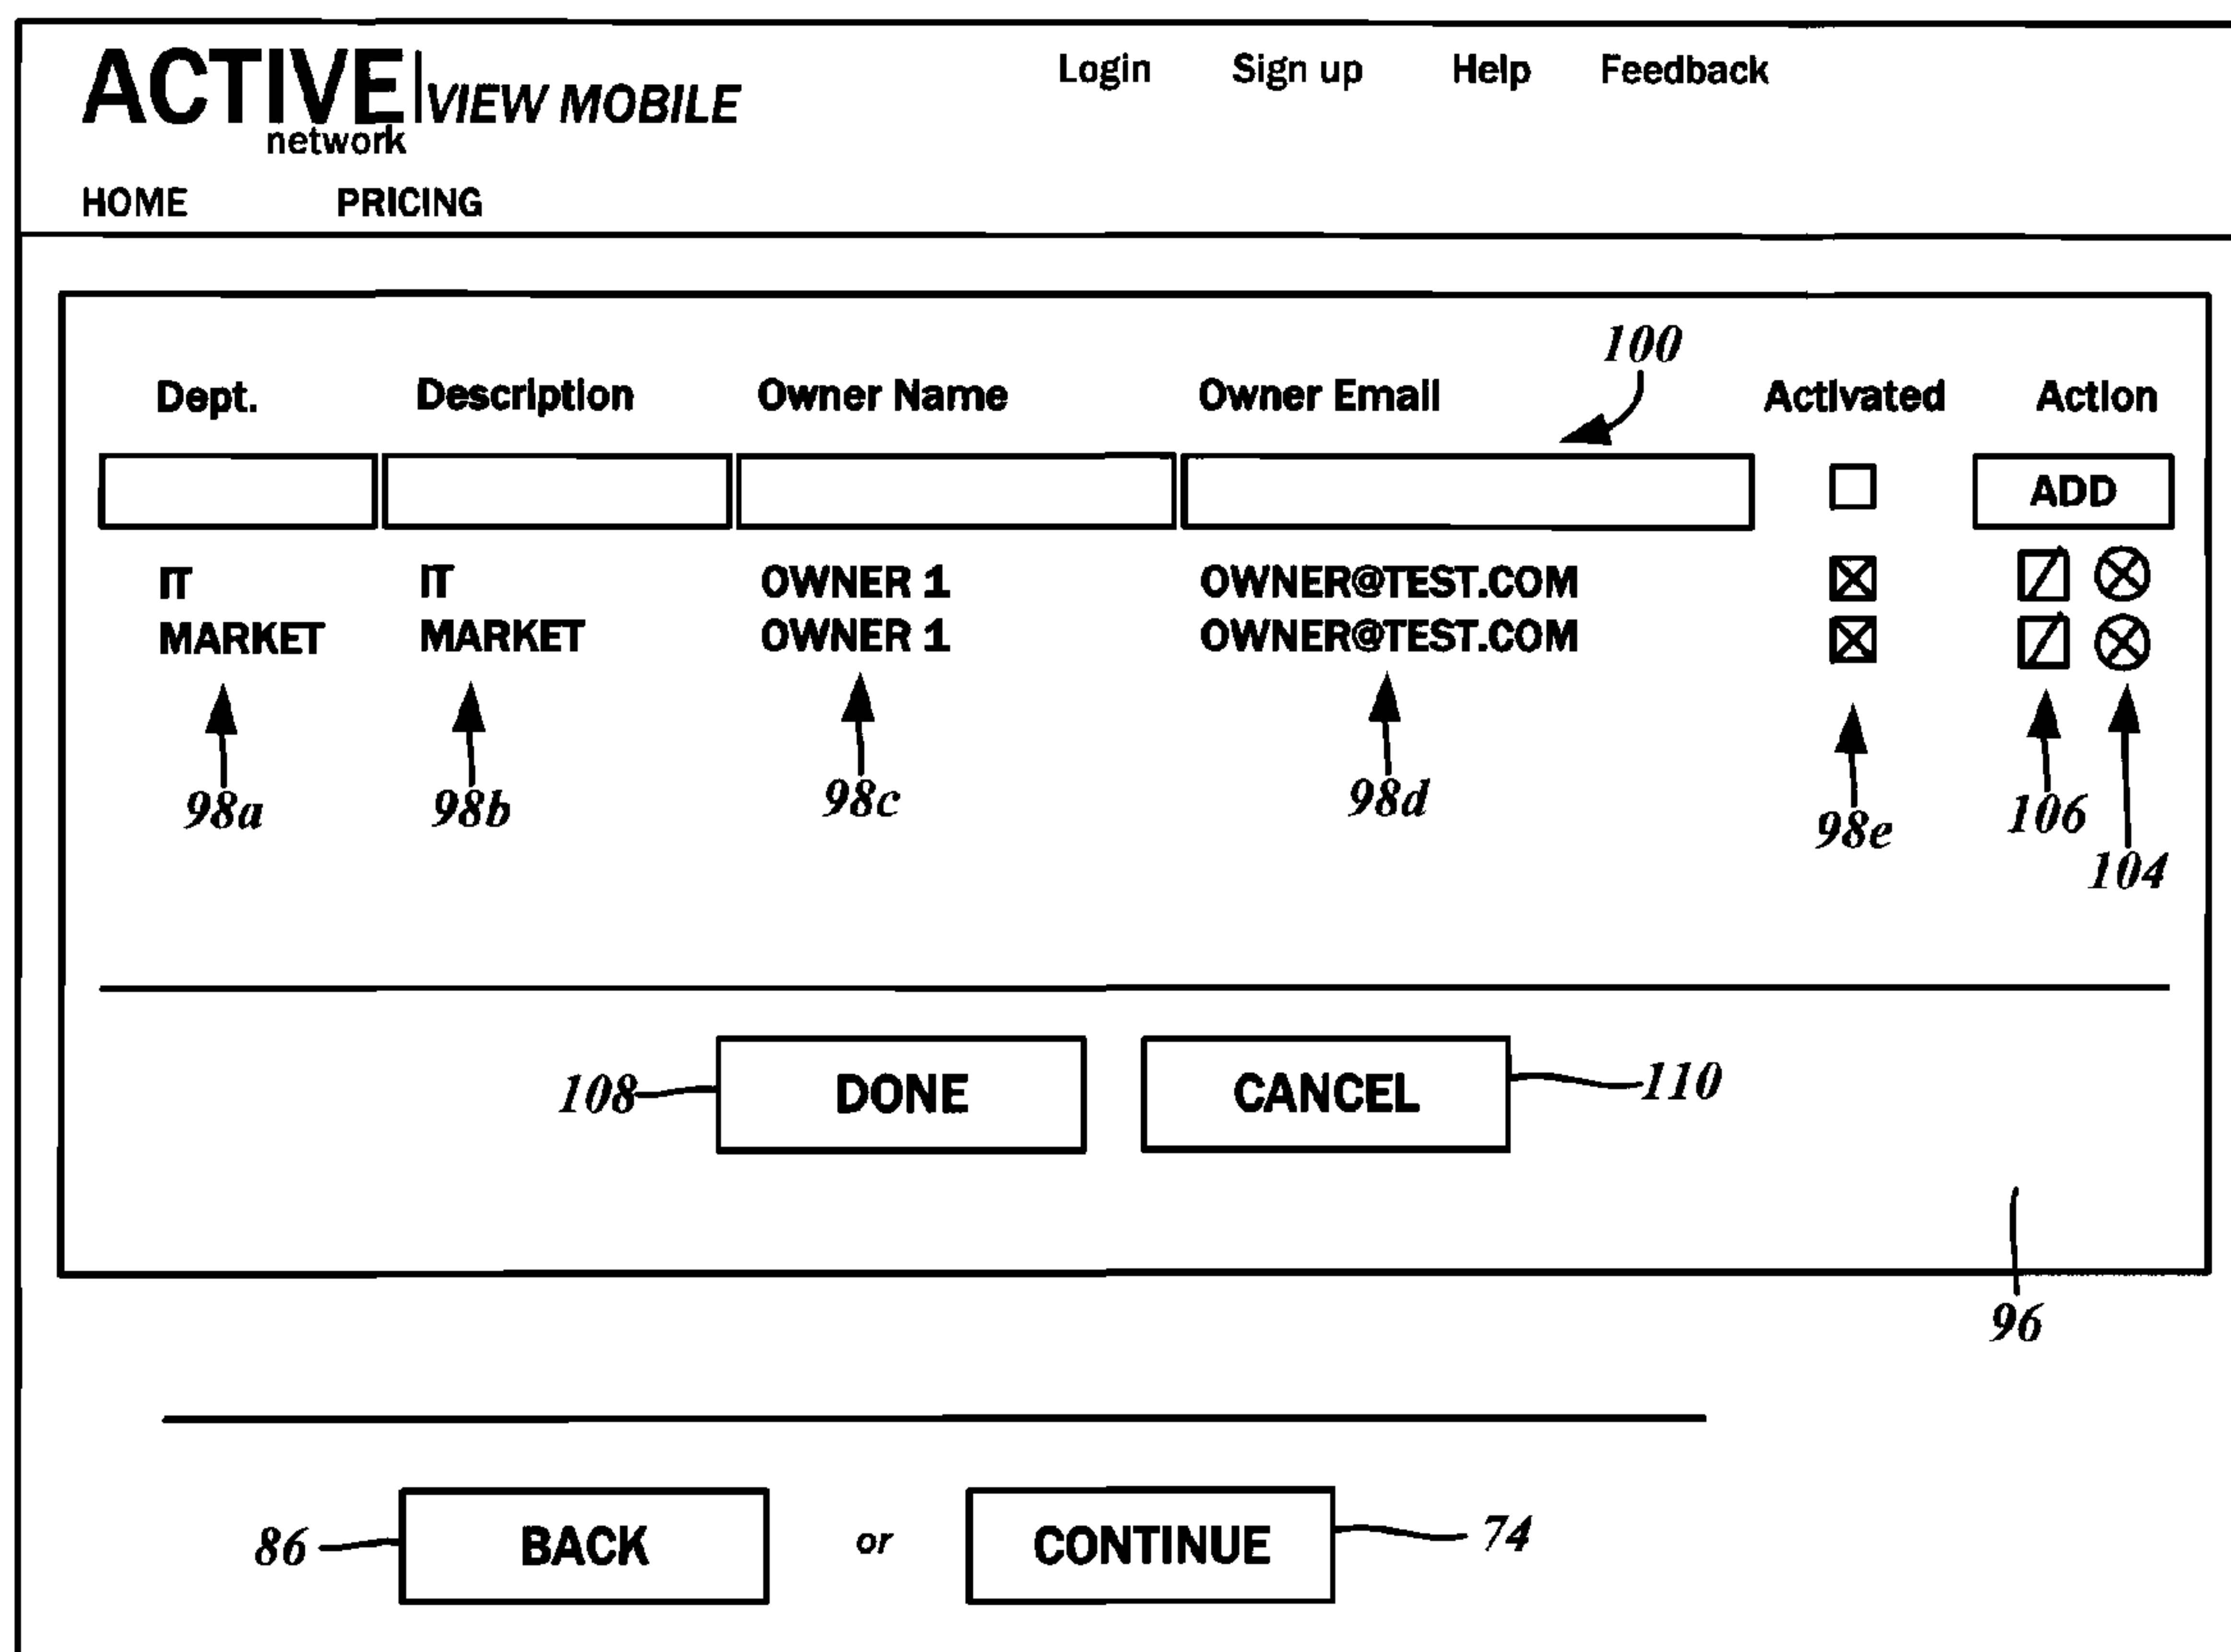 ACTIVE VIEW MOBILE Login Sign up Help Feedback
network
HOME PRICING
100
Dept. Description Owner Name Owner Email Activated Action
ADD
IT IT OWNER 1 OWNER@TEST.COM
MARKET MARKET OWNER 1 OWNER@TEST.COM
98a 98b 98c 98d 98e 106
104
108 DONE CANCEL 110
96
86 BACK or CONTINUE 74